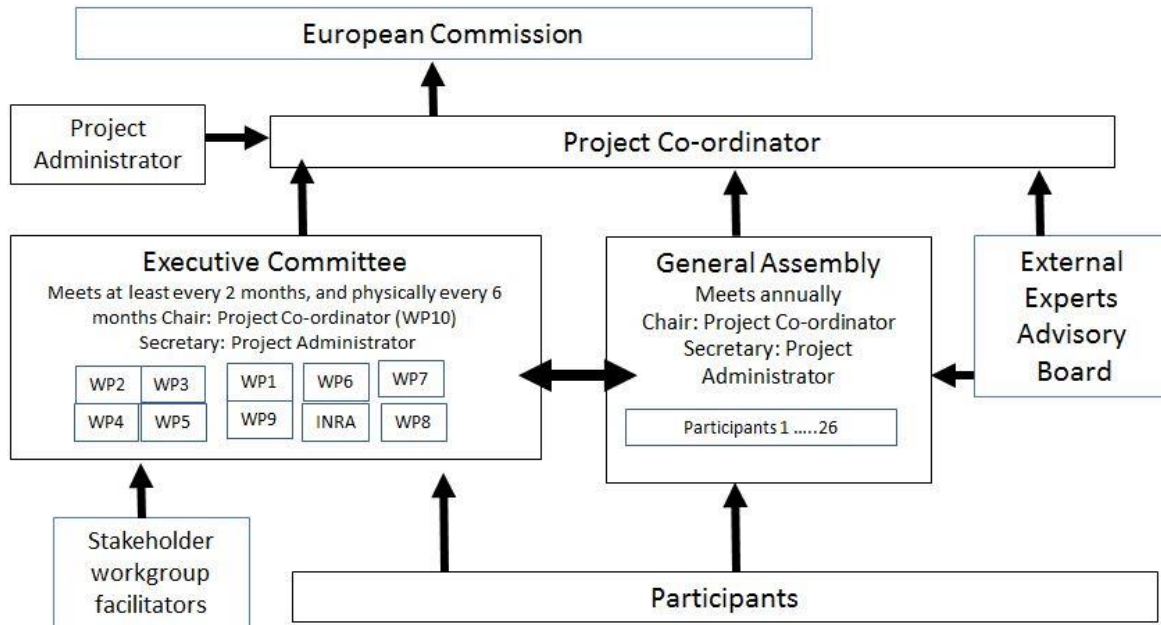 European Commission
Project
Administrator
Project Co-ordinator
Executive Committee
Meets at least every 2 months, and physically every 6
months Chair: Project Co-ordinator (WP10)
Secretary: Project Administrator
WP2 WP3 WP1 WP6 WP7
WP4 WP5 WP9 INRA WP8
General Assembly
Meets annually
Chair: Project Co-ordinator
Secretary: Project
Administrator
Participants 1 .....26
External
Experts
Advisory
Board
Stakeholder
workgroup
facilitators
Participants